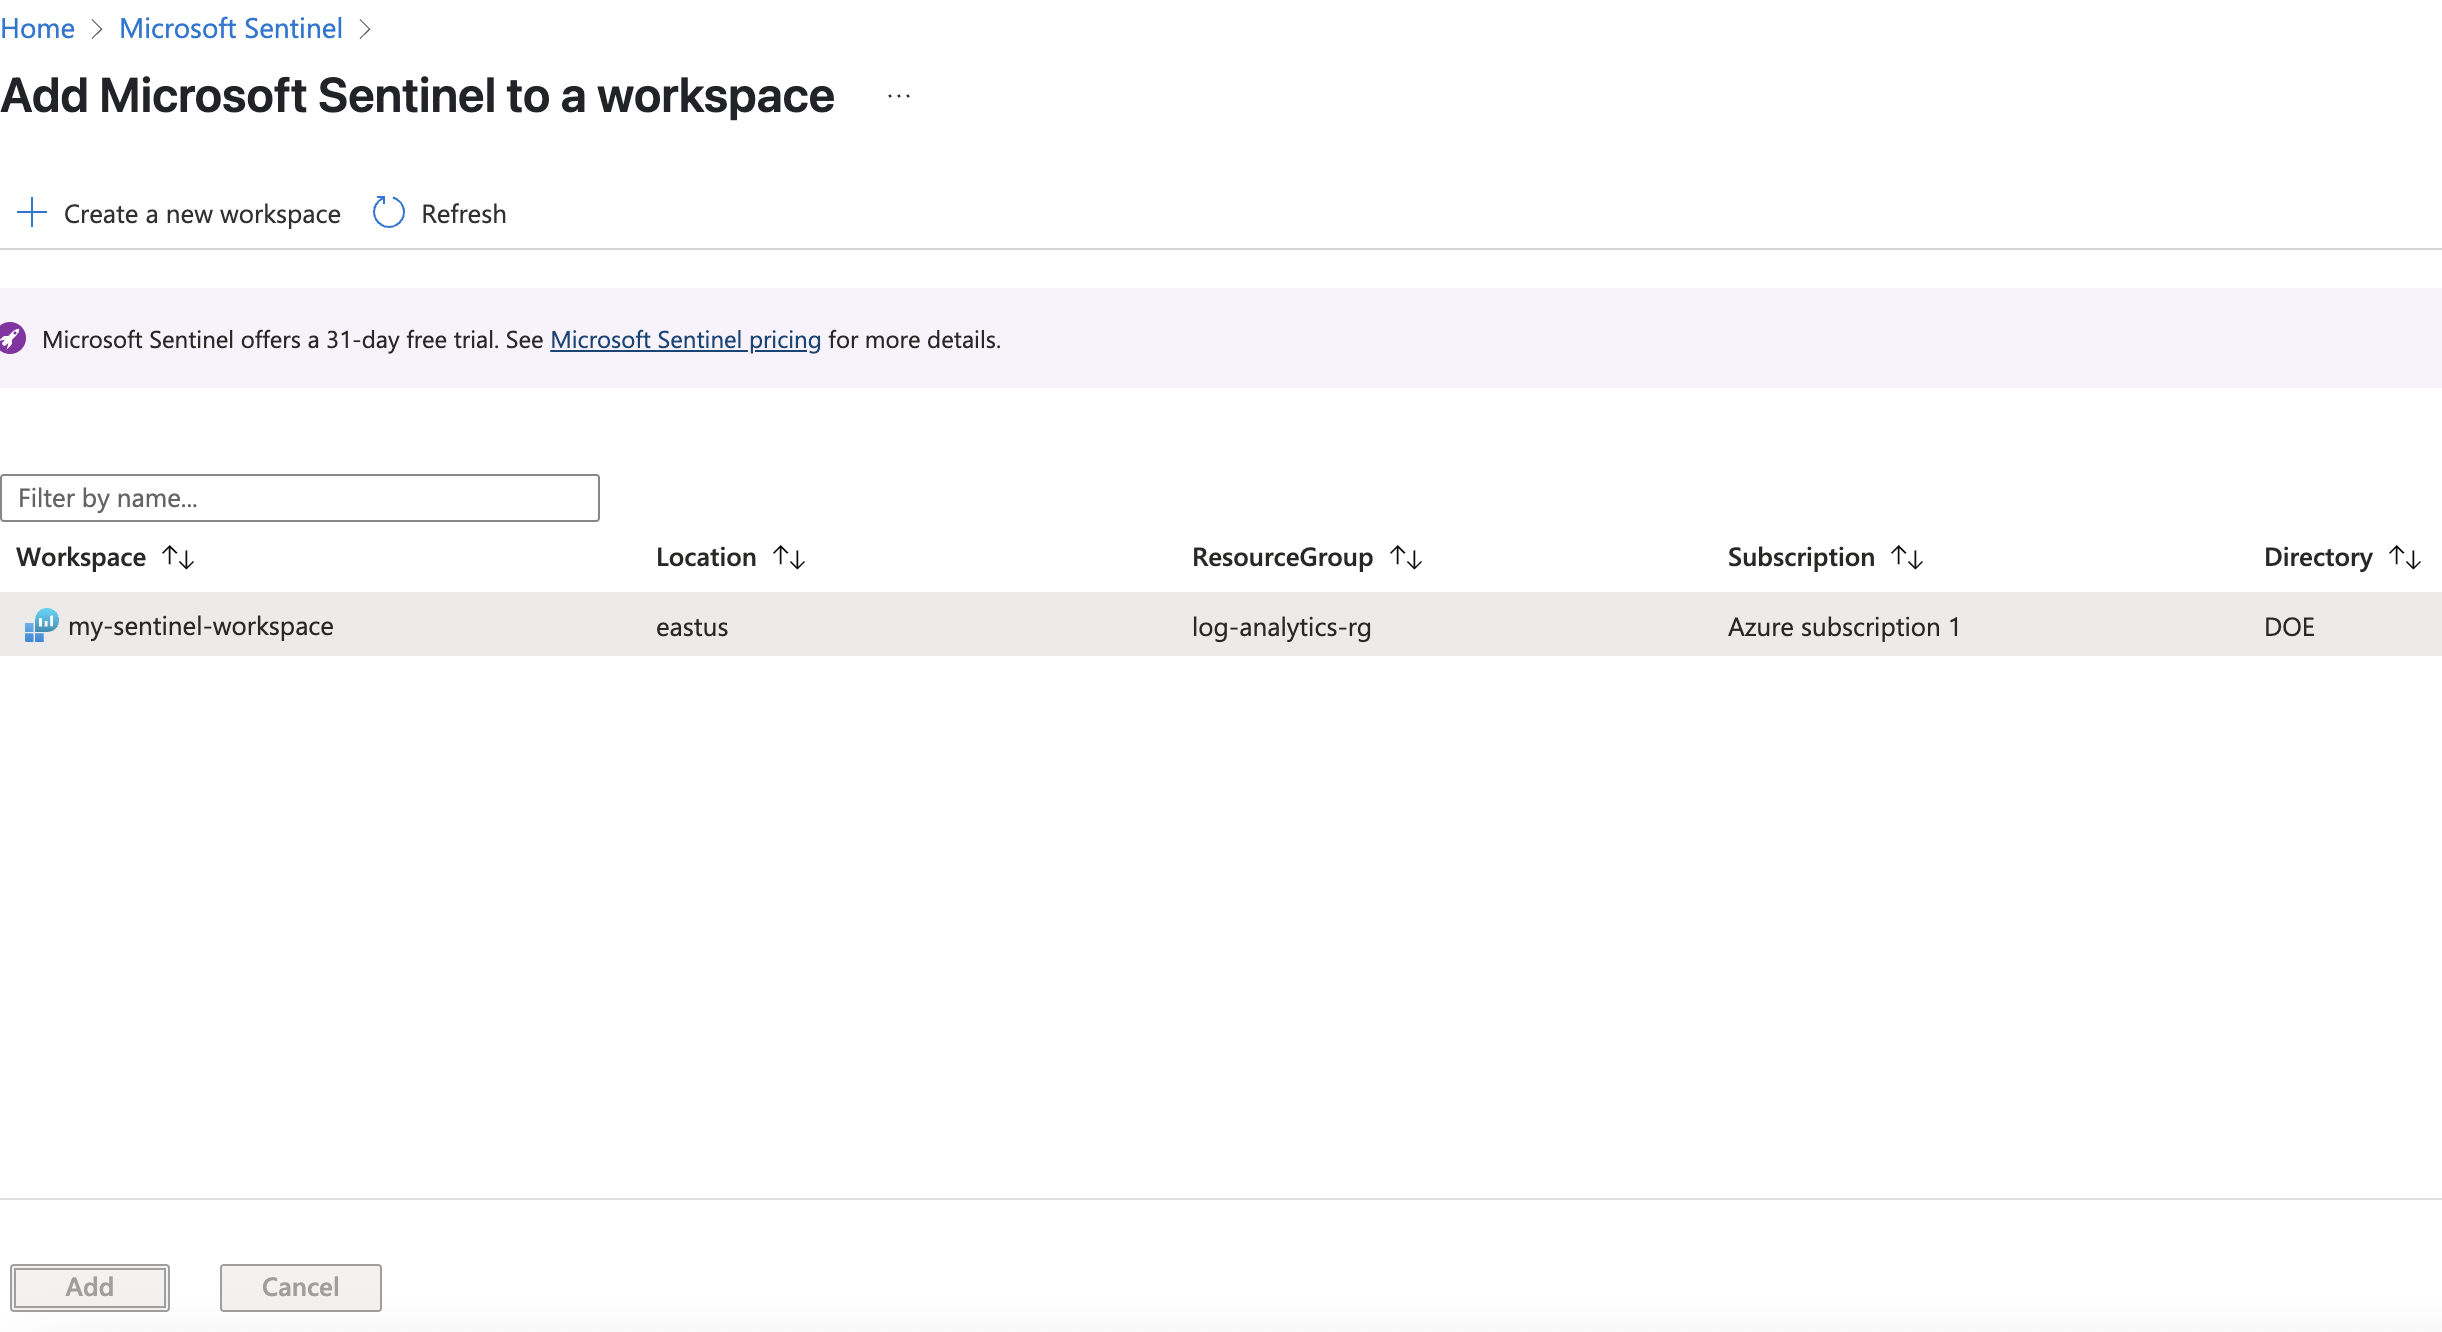 Home > Microsoft Sentinel >
Add Microsoft Sentinel to a workspace ...
Create a new workspace Refresh
Microsoft Sentinel offers a 31-day free trial. See Microsoft Sentinel pricing for more details.
Filter by name...
Workspace ↑↓ Location ↑↓ ResourceGroup ↑↓ Subscription ↑↓ Directory ↑↓
my-sentinel-workspace eastus log-analytics-rg Azure subscription 1 DOE
Add Cancel